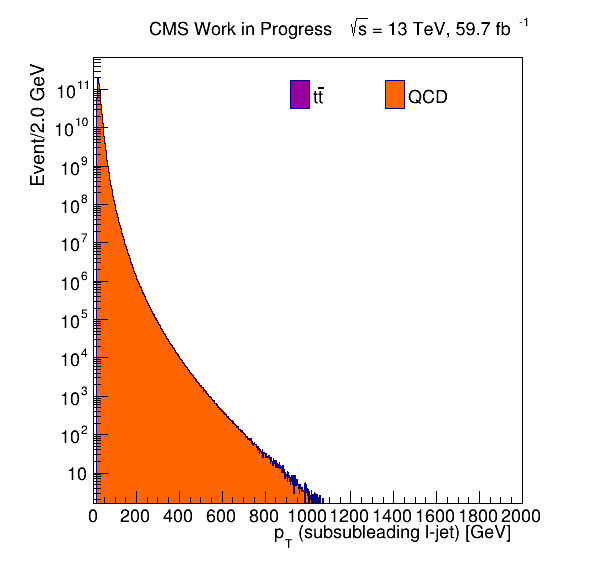 CMS Work in Progress √s = 13 TeV, 59.7 fb⁻¹
Event/2.0 GeV
tt̄
QCD
10¹¹
10¹⁰
10⁹
10⁸
10⁷
10⁶
10⁵
10⁴
10³
10²
10
0 200 400 600 800 1000 1200 1400 1600 1800 2000
p_T (subsubleading l-jet) [GeV]